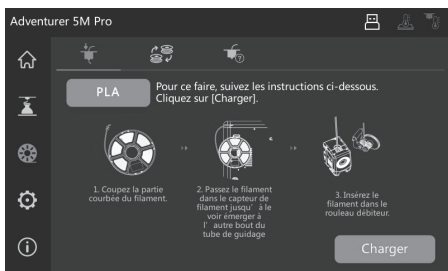 Adventurer 5M Pro
PLA
Pour ce faire, suivez les instructions ci-dessous.
Cliquez sur [Charger].
1. Coupez la partie
courbée du filament.
2. Passez le filament
dans le capteur de
filament jusqu' à le
voir émerger à
l' autre bout du
tube de guidage
3. Insérez le
filament dans le
rouleau débiteur.
Charger